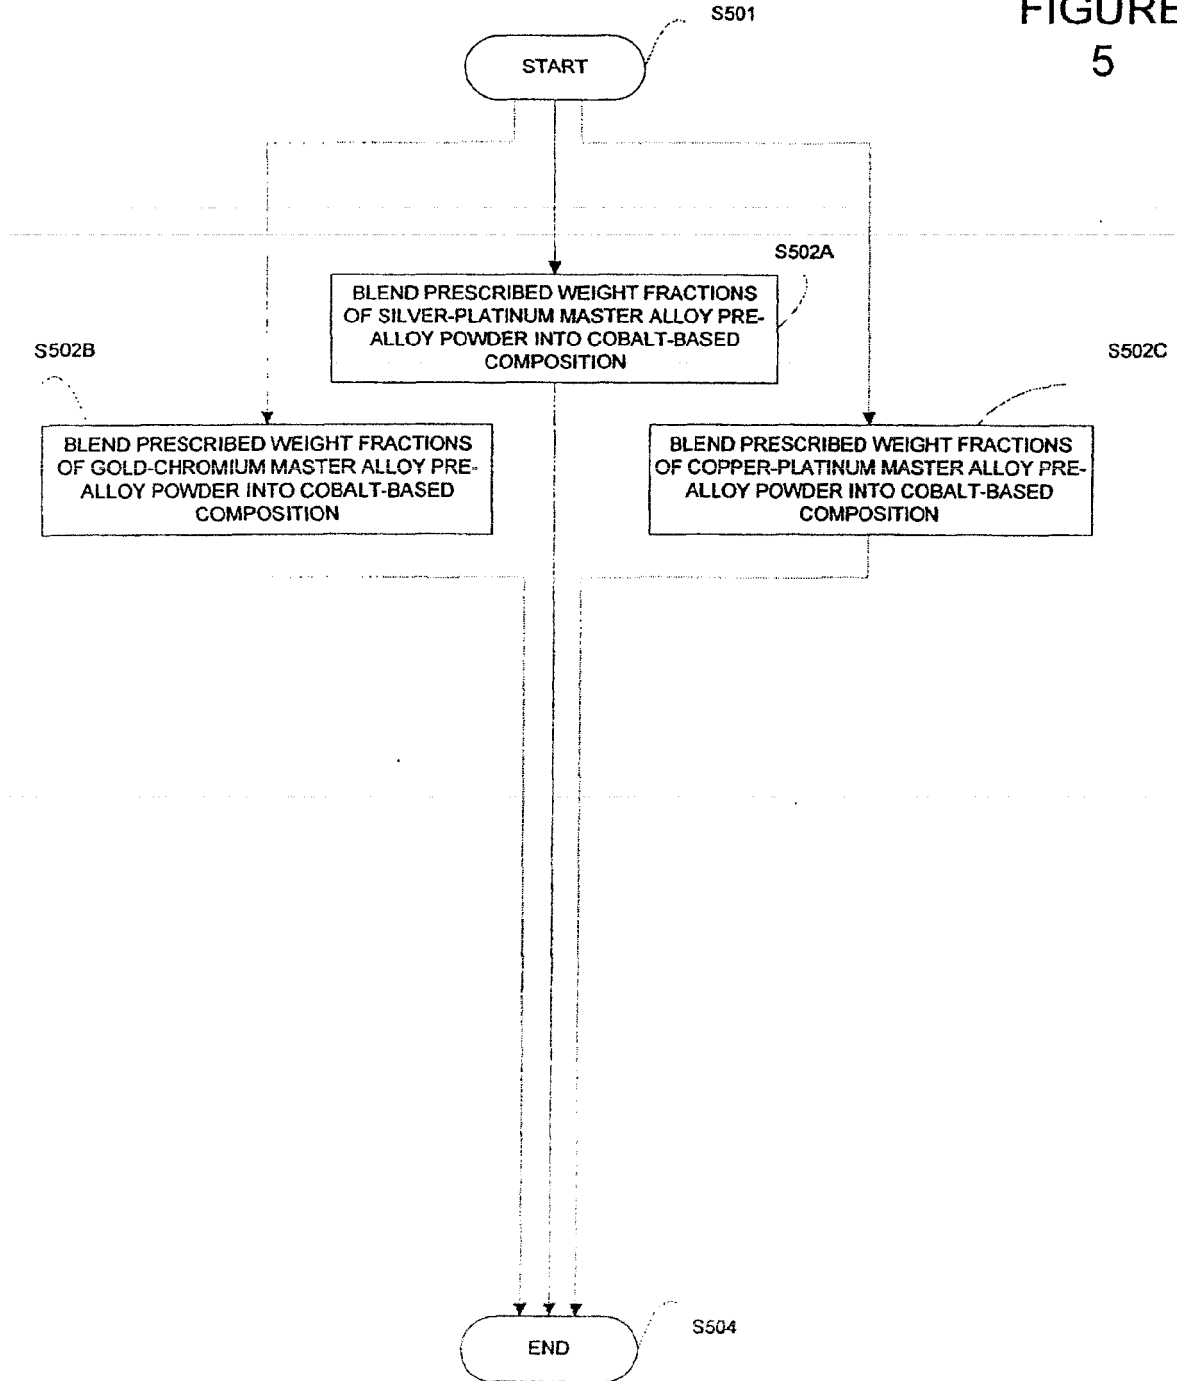 FIGURE
5
S501
START
S502A
BLEND PRESCRIBED WEIGHT FRACTIONS
OF SILVER-PLATINUM MASTER ALLOY PRE-
ALLOY POWDER INTO COBALT-BASED
COMPOSITION
S502B
BLEND PRESCRIBED WEIGHT FRACTIONS
OF GOLD-CHROMIUM MASTER ALLOY PRE-
ALLOY POWDER INTO COBALT-BASED
COMPOSITION
S502C
BLEND PRESCRIBED WEIGHT FRACTIONS
OF COPPER-PLATINUM MASTER ALLOY PRE-
ALLOY POWDER INTO COBALT-BASED
COMPOSITION
S504
END